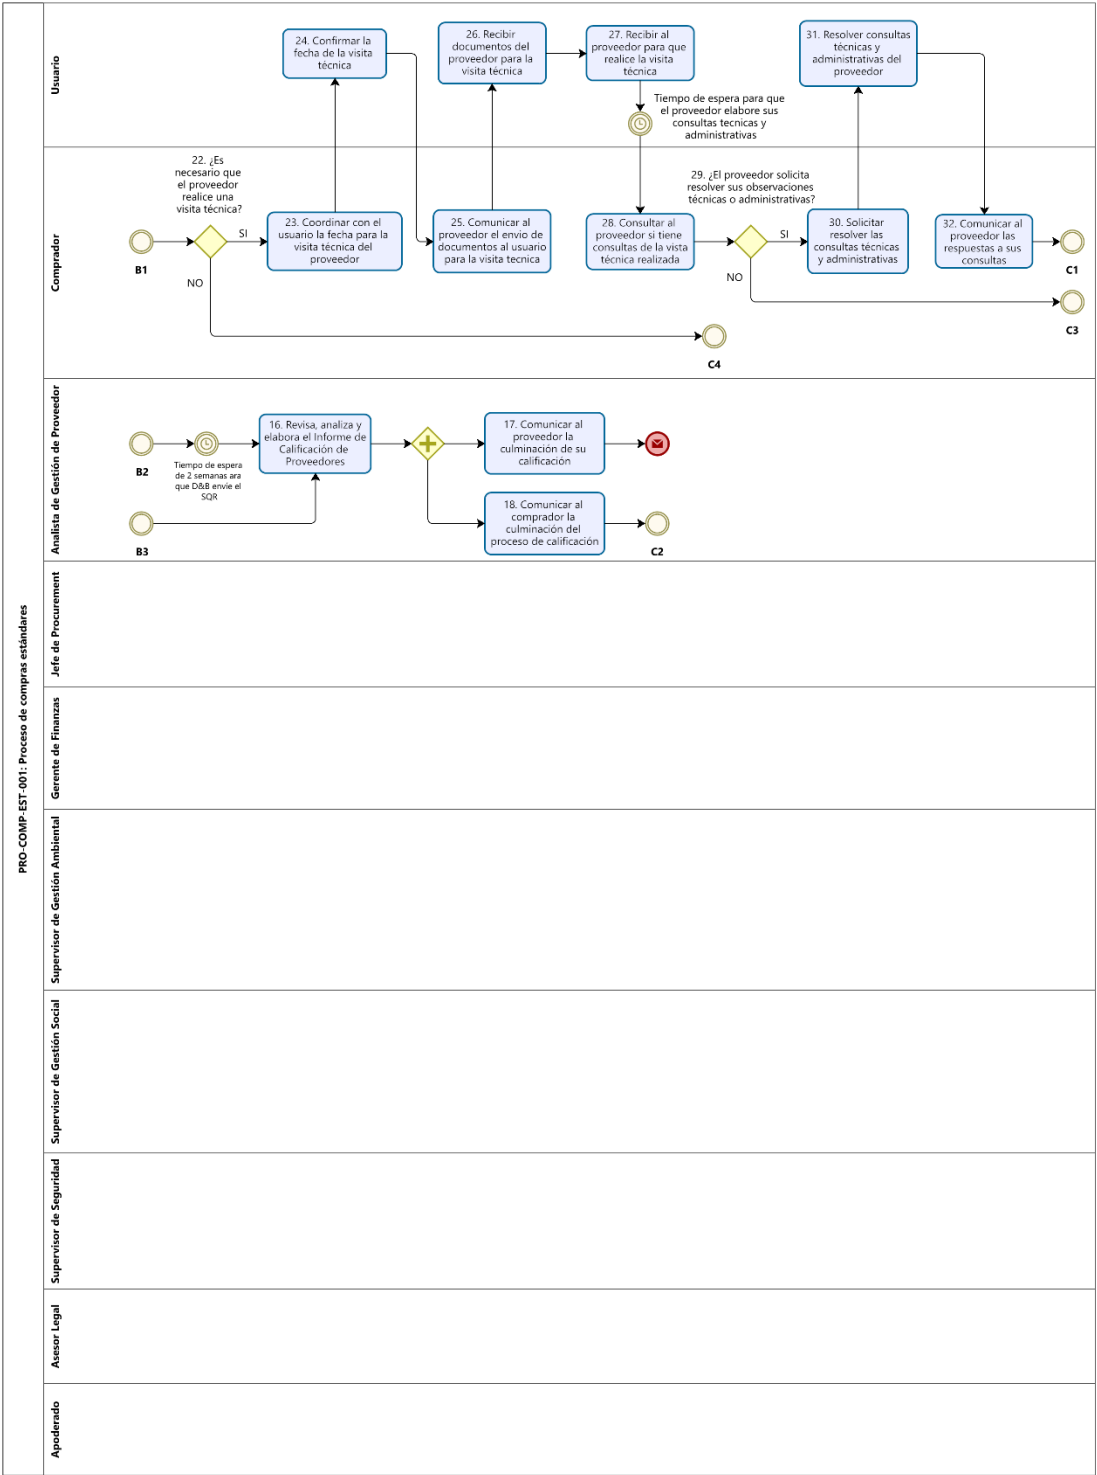 PRO-COMP-EST-001: Proceso de compras estándares
Usuario
24. Confirmar la
fecha de la visita
técnica
26. Recibir
documentos del
proveedor para la
visita técnica
27. Recibir al
proveedor para que
realice la visita
técnica
Tiempo de espera para que
el proveedor elabore sus
consultas tecnicas y
administrativas
31. Resolver consultas
técnicas y
administrativas del
proveedor
Comprador
B1
22. ¿Es
necesario que
el proveedor
realice una
visita técnica?
SI
NO
23. Coordinar con el
usuario la fecha para la
visita técnica del
proveedor
25. Comunicar al
proveedor el envio de
documentos al usuario
para la visita tecnica
28. Consultar al
proveedor si tiene
consultas de la vista
técnica realizada
29. ¿El proveedor solicita
resolver sus observaciones
técnicas o administrativas?
SI
NO
30. Solicitar
resolver las
consultas técnicas
y administrativas
32. Comunicar al
proveedor las
respuestas a sus
consultas
C1
C3
C4
Analista de Gestión de Proveedor
B2
Tiempo de espera
de 2 semanas ara
que D&B envíe el
SQR
16. Revisa, analiza y
elabora el Informe de
Calificación de
Proveedores
17. Comunicar al
proveedor la
culminación de su
calificación
B3
18. Comunicar al
comprador la
culminación del
proceso de calificación
C2
Jefe de Procurement
Gerente de Finanzas
Supervisor de Gestión Ambiental
Supervisor de Gestión Social
Supervisor de Seguridad
Asesor Legal
Apoderado